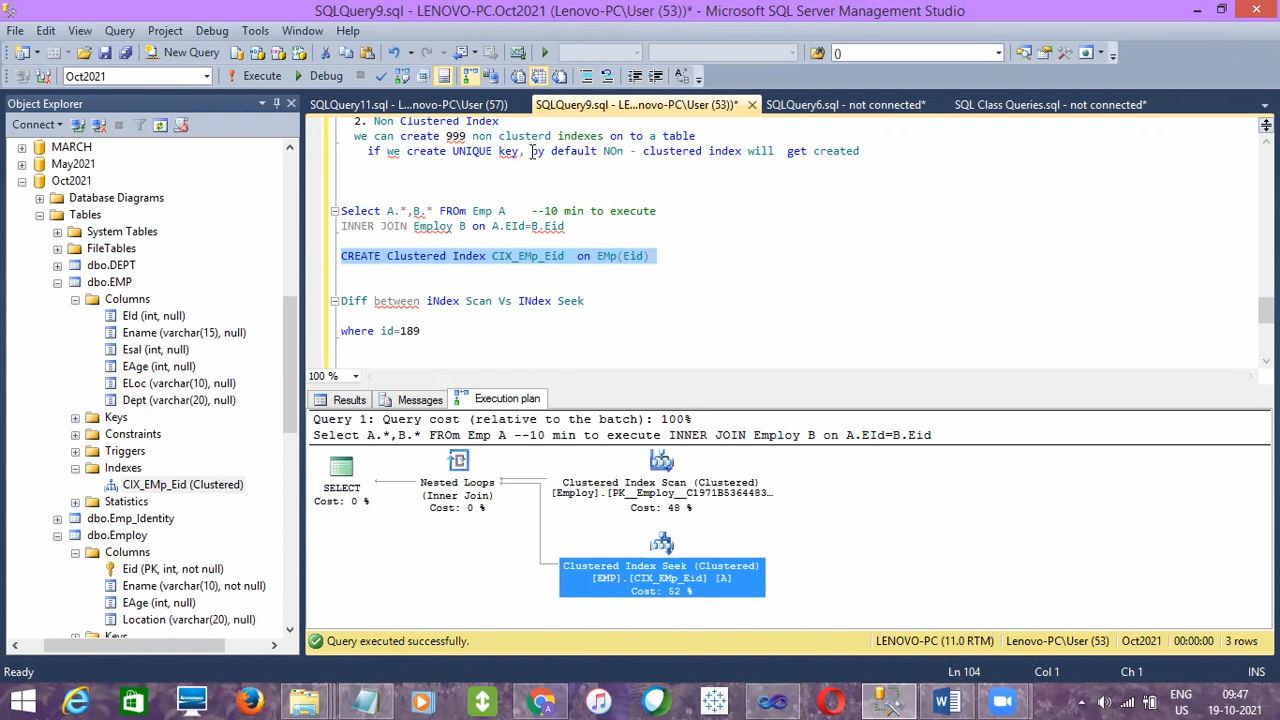 SQLQuery9.sql - LENOVO-PC.Oct2021 (Lenovo-PC\User (53))* - Microsoft SQL Server Management Studio
File Edit View Query Project Debug Tools Window Help
New Query
()
Oct2021
Execute
Debug
Object Explorer
SQLQuery11.sql - L...novo-PC\User (57))
SQLQuery9.sql - LE...novo-PC\User (53))*
SQLQuery6.sql - not connected*
SQL Class Queries.sql - not connected*
Connect
MARCH
May2021
Oct2021
Database Diagrams
Tables
System Tables
FileTables
dbo.DEPT
dbo.EMP
Columns
EId (int, null)
Ename (varchar(15), null)
Esal (int, null)
EAge (int, null)
ELoc (varchar(10), null)
Dept (varchar(20), null)
Keys
Constraints
Triggers
Indexes
CIX_EMp_Eid (Clustered)
Statistics
dbo.Emp_Identity
dbo.Employ
Columns
Eid (PK, int, not null)
Ename (varchar(10), not null)
EAge (int, null)
Location (varchar(20), null)
Keys
2. Non Clustered Index
we can create 999 non clusterd indexes on to a table
if we create UNIQUE key, by default NOn - clustered index will get created
Select A.*,B.* FROm Emp A --10 min to execute
INNER JOIN Employ B on A.EId=B.Eid
CREATE Clustered Index CIX_EMp_Eid on EMp(Eid)
Diff between iNdex Scan Vs INdex Seek
where id=189
100 %
Results
Messages
Execution plan
Query 1: Query cost (relative to the batch): 100%
Select A.*,B.* FROm Emp A --10 min to execute INNER JOIN Employ B on A.EId=B.Eid
SELECT
Cost: 0 %
Nested Loops
(Inner Join)
Cost: 0 %
Clustered Index Scan (Clustered)
[Employ].[PK__Employ__C1971B5364483...
Cost: 48 %
Clustered Index Seek (Clustered)
[EMP].[CIX_EMp_Eid] [A]
Cost: 52 %
Query executed successfully.
LENOVO-PC (11.0 RTM)
Lenovo-PC\User (53)
Oct2021
00:00:00
3 rows
Ready
Ln 104
Col 1
Ch 1
INS
ENG
US
09:47
19-10-2021